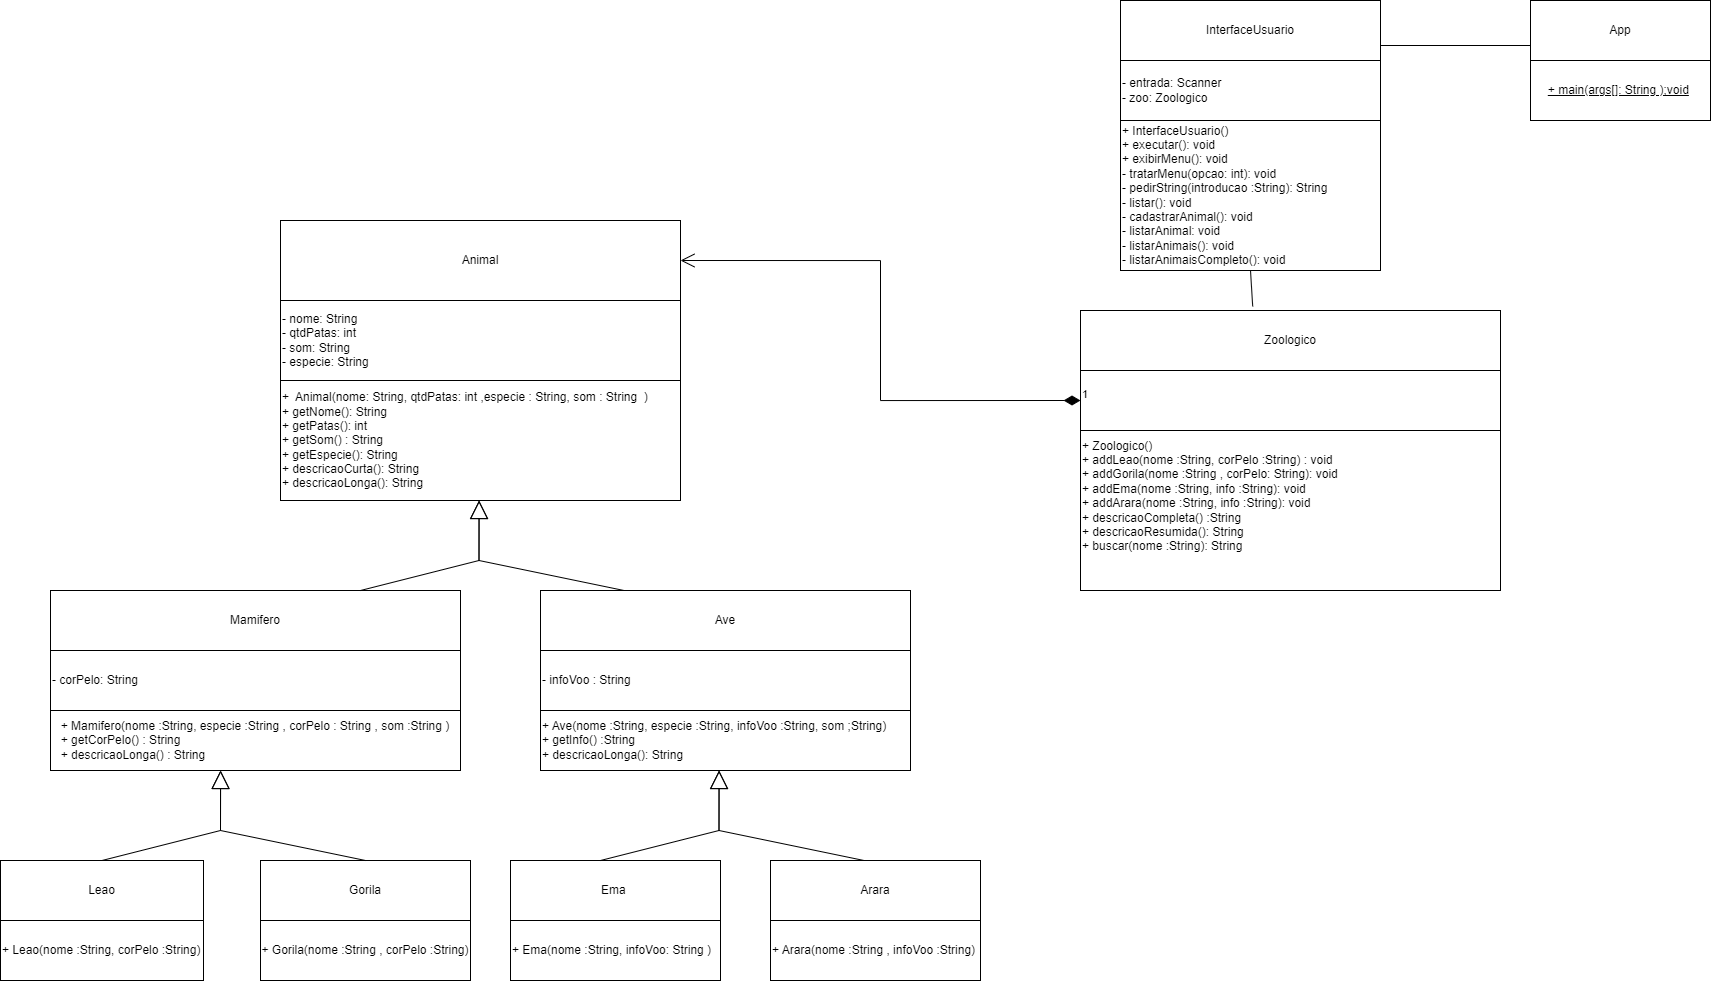 InterfaceUsuario
- entrada: Scanner
- zoo: Zoologico
+ InterfaceUsuario()
+ executar(): void
+ exibirMenu(): void
- tratarMenu(opcao: int): void
- pedirString(introducao :String): String
- listar(): void
- cadastrarAnimal(): void
- listarAnimal: void
- listarAnimais(): void
- listarAnimaisCompleto(): void
App
+ main(args[]: String ):void
Animal
- nome: String
- qtdPatas: int
- som: String
- especie: String
+  Animal(nome: String, qtdPatas: int ,especie : String, som : String  )
+ getNome(): String
+ getPatas(): int
+ getSom() : String
+ getEspecie(): String
+ descricaoCurta(): String
+ descricaoLonga(): String
Zoologico
1
+ Zoologico()
+ addLeao(nome :String, corPelo :String) : void
+ addGorila(nome :String , corPelo: String): void
+ addEma(nome :String, info :String): void
+ addArara(nome :String, info :String): void
+ descricaoCompleta() :String
+ descricaoResumida(): String
+ buscar(nome :String): String
Mamifero
- corPelo: String
+ Mamifero(nome :String, especie :String , corPelo : String , som :String )
+ getCorPelo() : String
+ descricaoLonga() : String
Ave
- infoVoo : String
+ Ave(nome :String, especie :String, infoVoo :String, som ;String)
+ getInfo() :String
+ descricaoLonga(): String
Leao
+ Leao(nome :String, corPelo :String)
Gorila
+ Gorila(nome :String , corPelo :String)
Ema
+ Ema(nome :String, infoVoo: String )
Arara
+ Arara(nome :String , infoVoo :String)